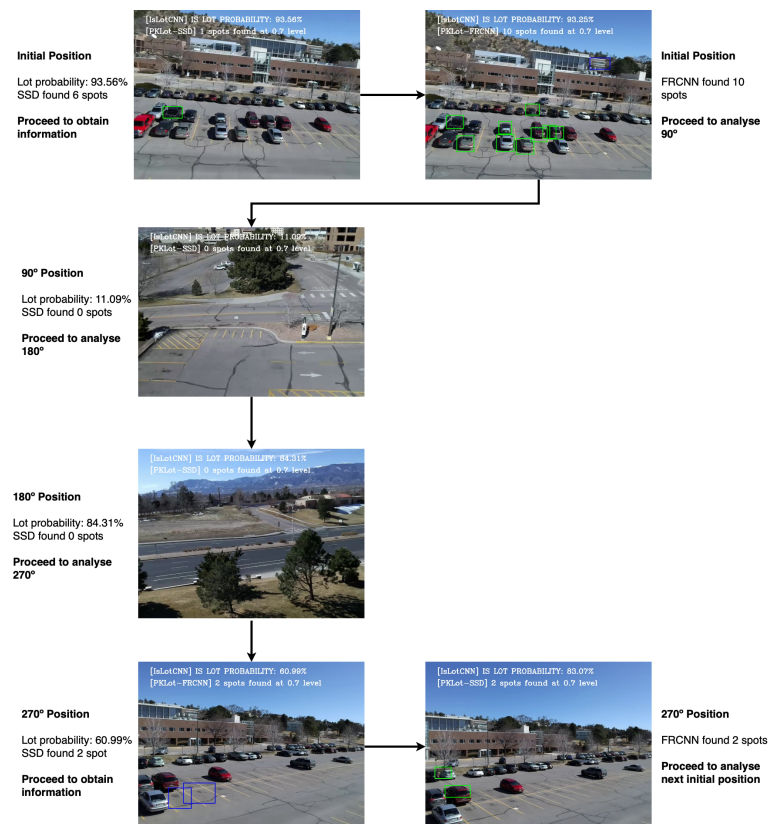 [IsLotCNN] IS LOT PROBABILITY: 93.56%
[PKLot-SSD] 1 spots found at 0.7 level
[IsLotCNN] IS LOT PROBABILITY: 93.25%
[PKLot-FRCNN] 10 spots found at 0.7 level
Initial Position
Lot probability: 93.56%
SSD found 6 spots
Proceed to obtain
information
Initial Position
FRCNN found 10
spots
Proceed to analyse
90º
[IsLotCNN] IS LOT PROBABILITY: 11.09%
[PKLot-SSD] 0 spots found at 0.7 level
90º Position
Lot probability: 11.09%
SSD found 0 spots
Proceed to analyse
180º
[IsLotCNN] IS LOT PROBABILITY: 84.31%
[PKLot-SSD] 0 spots found at 0.7 level
180º Position
Lot probability: 84.31%
SSD found 0 spots
Proceed to analyse
270º
[IsLotCNN] IS LOT PROBABILITY: 60.99%
[PKLot-FRCNN] 2 spots found at 0.7 level
[IsLotCNN] IS LOT PROBABILITY: 83.07%
[PKLot-SSD] 2 spots found at 0.7 level
270º Position
Lot probability: 60.99%
SSD found 2 spot
Proceed to obtain
information
270º Position
FRCNN found 2 spots
Proceed to analyse
next initial position